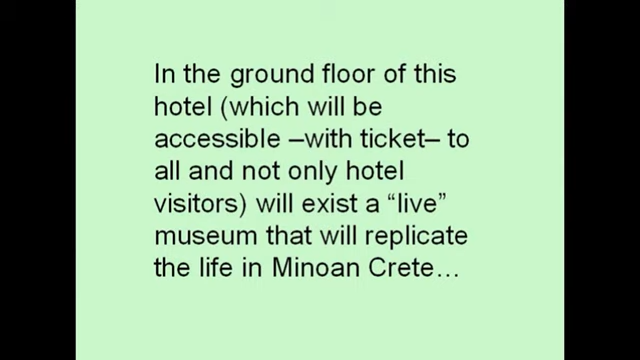 In the ground floor of this
hotel (which will be
accessible –with ticket– to
all and not only hotel
visitors) will exist a “live”
museum that will replicate
the life in Minoan Crete…